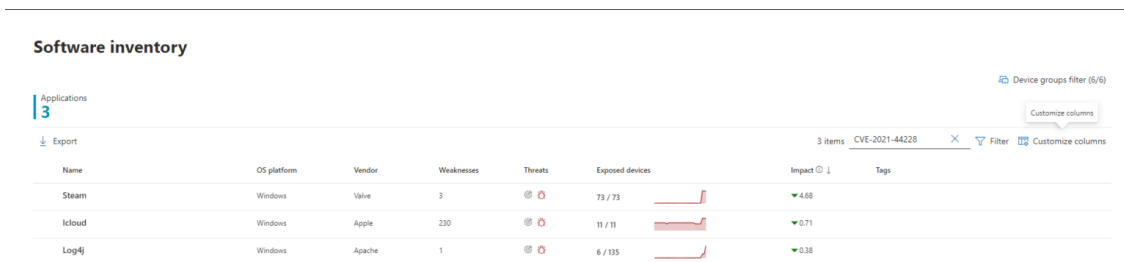 Software inventory
Device groups filter (6/6)
Applications
3
Customize columns
Export
3 items CVE-2021-44228 Filter Customize columns
Name OS platform Vendor Weaknesses Threats Exposed devices Impact Tags
Steam Windows Valve 3 73 / 73 4.68
Icloud Windows Apple 230 11 / 11 0.71
Log4j Windows Apache 1 6 / 135 0.38